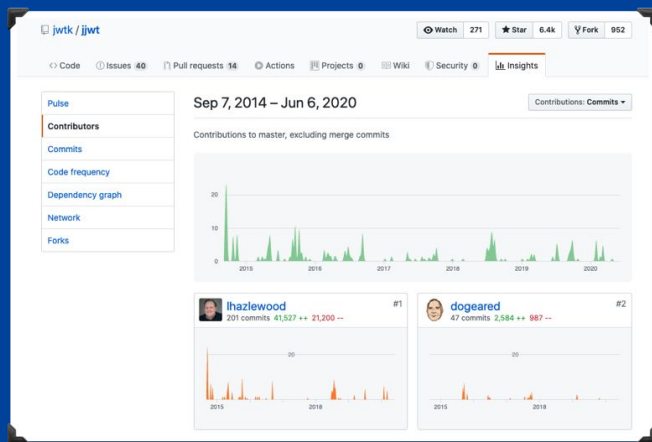 jwtk / jjwt
Watch 271 Star 6.4k Fork 952
Code Issues 40 Pull requests 14 Actions Projects 0 Wiki Security 0 Insights
Pulse
Contributors
Commits
Code frequency
Dependency graph
Network
Forks
Sep 7, 2014 – Jun 6, 2020
Contributions: Commits
Contributions to master, excluding merge commits
20
10
0
2015 2016 2017 2018 2019 2020
lhazlewood #1
201 commits 41,527 ++ 21,200 --
20
2015 2018
dogeared #2
47 commits 2,584 ++ 987 --
20
2015 2018